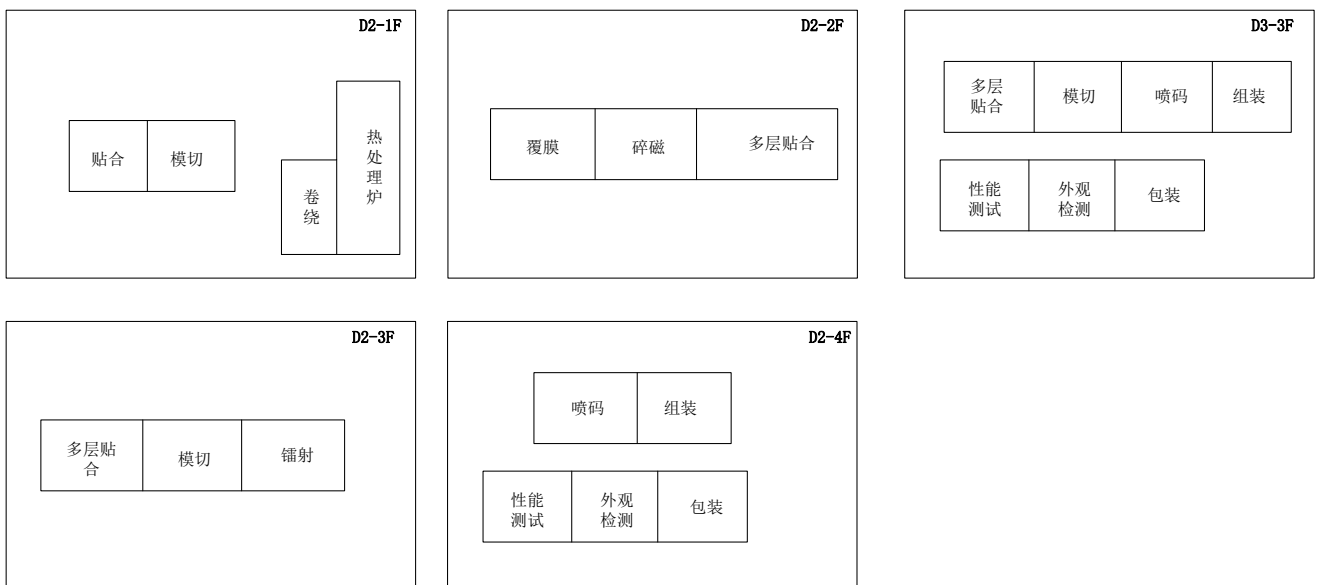 D2-1F
贴合
模切
卷
绕
热
处
理
炉
D2-2F
覆膜
碎磁
多层贴合
D3-3F
多层
贴合
模切
喷码
组装
性能
测试
外观
检测
包装
D2-3F
多层贴
合
模切
镭射
D2-4F
喷码
组装
性能
测试
外观
检测
包装